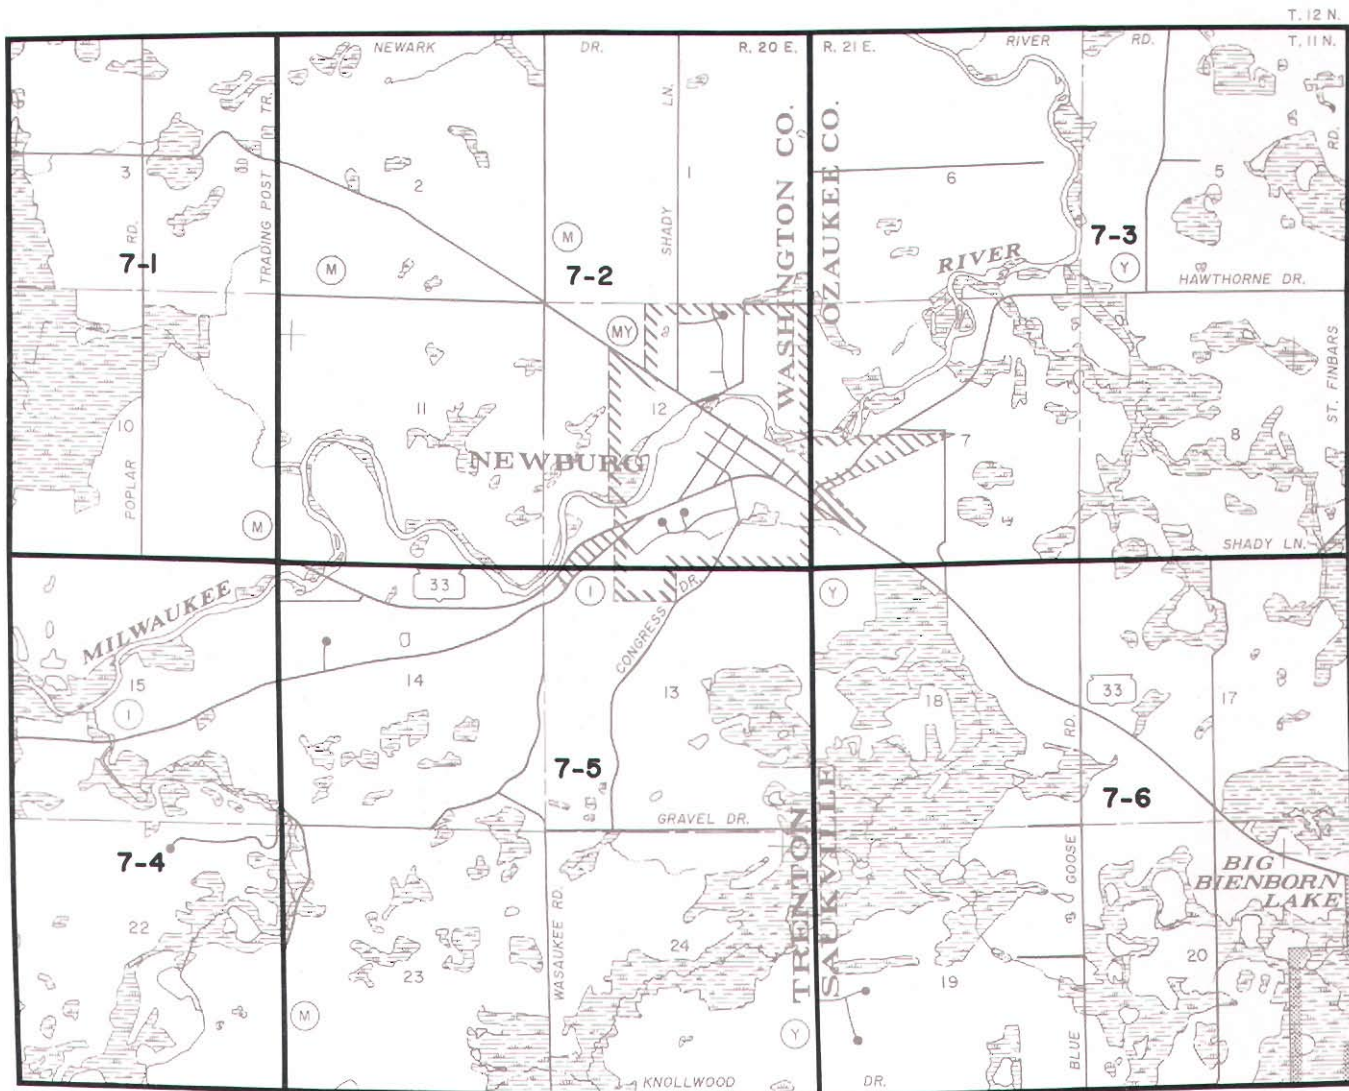 T. 12 N.
NEWARK DR. R. 20 E. R. 21 E. RIVER RD. T. 11 N.
3
RD.
POPLAR
TRADING POST TR.
7-1
2
M
M
7-2
SHADY LN.
1
WASHINGTON CO.
OZAUKEE CO.
6
5
RD.
7-3
RIVER
Y
HAWTHORNE DR.
ST. FINBARS
MY
10
11
12
7
8
NEWBURG
M
SHADY LN.
33
I
CONGRESS DR.
Y
MILWAUKEE
15
I
14
13
18
33
17
RD.
7-5
7-6
GRAVEL DR.
7-4
TRENTON
SAUKVILLE
GOOSE
BLUE
BIG
BIENBORN
LAKE
22
23
WASAUKEE RD.
24
19
20
M
Y
KNOLLWOOD DR.